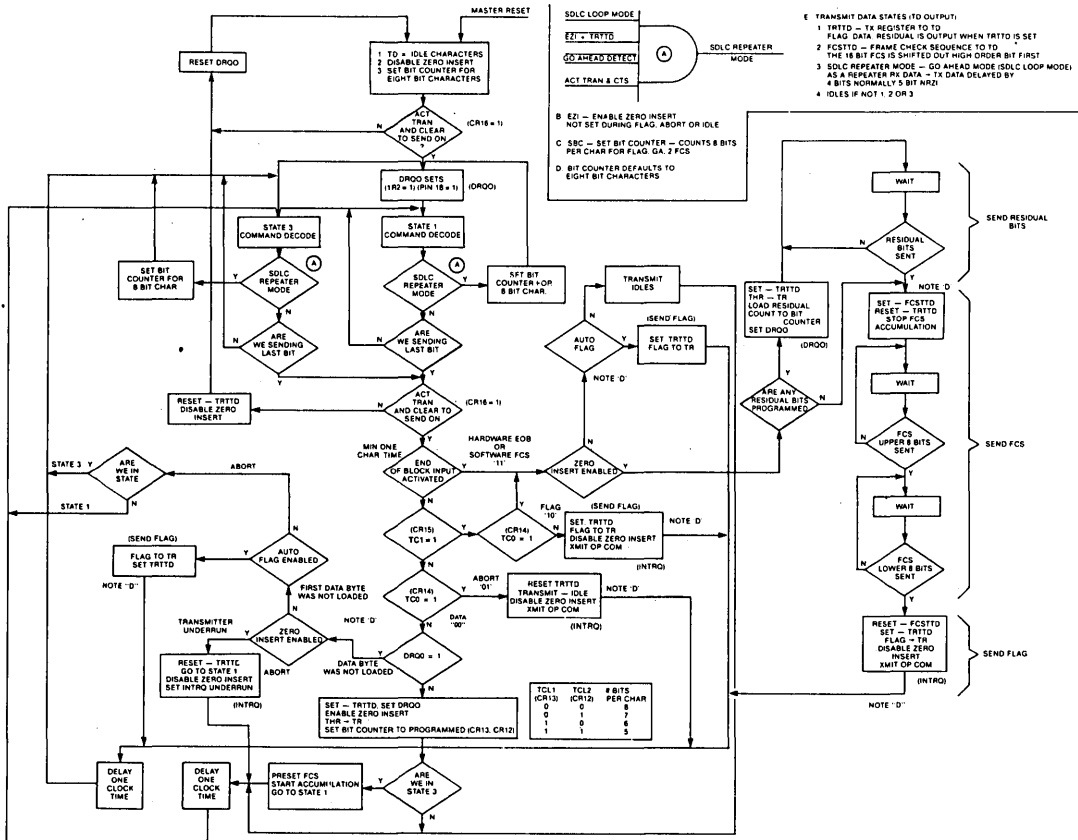 MASTER RESET
1 TD = IDLE CHARACTERS
2 DISABLE ZERO INSERT
3 SET BIT COUNTER FOR
EIGHT BIT CHARACTERS
RESET DRQO
ACT
TRAN
AND CLEAR
TO SEND ON
?
(CR16 = 1)
N
Y
DRQO SETS
(1R2 = 1) (PIN 18 = 1)
(DRQO)
STATE 3
COMMAND DECODE
STATE 1
COMMAND DECODE
SET BIT
COUNTER FOR
8 BIT CHAR
Y
SDLC
REPEATER
MODE
A
N
SDLC
REPEATER
MODE
A
Y
N
SET BIT
COUNTER FOR
8 BIT CHAR.
N
ARE
WE SENDING
LAST BIT
Y
N
ARE
WE SENDING
LAST BIT
Y
RESET - TRTTD
DISABLE ZERO
INSERT
N
ACT
TRAN
AND CLEAR TO
SEND ON
(CR16 = 1)
Y
SDLC LOOP MODE
EZI + TRTTD
GO AHEAD DETECT
ACT TRAN & CTS
A
SDLC REPEATER
MODE
B EZI - ENABLE ZERO INSERT
NOT SET DURING FLAG, ABORT OR IDLE
C SBC - SET BIT COUNTER - COUNTS 8 BITS
PER CHAR FOR FLAG, GA, 2 FCS
D BIT COUNTER DEFAULTS TO
EIGHT BIT CHARACTERS
E TRANSMIT DATA STATES (TD OUTPUT)
1 TRTTD - TX REGISTER TO TD
FLAG DATA RESIDUAL IS OUTPUT WHEN TRTTD IS SET
2 FCSTTD - FRAME CHECK SEQUENCE TO TD
THE 16 BIT FCS IS SHIFTED OUT HIGH ORDER BIT FIRST
3 SDLC REPEATER MODE - GO AHEAD MODE (SDLC LOOP MODE)
AS A REPEATER RX DATA → TX DATA DELAYED BY
4 BITS NORMALLY 5 BIT NRZI
4 IDLES IF NOT 1, 2 OR 3
WAIT
N
RESIDUAL
BITS
SENT
Y
SEND RESIDUAL
BITS
TRANSMIT
IDLES
N
AUTO
FLAG
Y
(SEND FLAG)
SET TRTTD
FLAG TO TR
NOTE 'D'
SET - TRTTD
THR - TR
LOAD RESIDUAL
COUNT TO BIT
COUNTER
SET DRQO
(DRQO)
Y
ARE ANY
RESIDUAL BITS
PROGRAMMED
N
NOTE 'D
SET - FCSTTD
RESET - TRTTD
STOP FCS
ACCUMULATION
WAIT
N
FCS
UPPER 8 BITS
SENT
Y
WAIT
N
FCS
LOWER 8 BITS
SENT
Y
SEND FCS
RESET - FCSTTD
SET - TRTTD
FLAG → TR
DISABLE ZERO
INSERT
XMIT OP COM
(INTRQ)
SEND FLAG
NOTE "D"
MIN ONE
CHAR TIME
END
OF BLOCK INPUT
ACTIVATED
Y
N
HARDWARE EOB
OR
SOFTWARE FCS
'11'
N
ZERO
INSERT ENABLED
Y
(CR15)
TC1 = 1
Y
N
Y
(CR14)
TC0 = 1
FLAG
'10'
N
(SEND FLAG)
SET. TRTTD
FLAG TO TR
DISABLE ZERO INSERT
XMIT OP COM
(INTRQ)
NOTE D'
(CR14)
TC0 = 1
Y
N
ABORT
'01'
RESET TRTTD
TRANSMIT - IDLE
DISABLE ZERO INSERT
XMIT OP COM
(INTRQ)
NOTE 'D'
DATA
"00"
DRQ0 = 1
Y
N
NOTE 'D'
DATA BYTE
WAS NOT LOADED
STATE 3
Y
ARE
WE IN
STATE
N
STATE 1
ABORT
N
AUTO
FLAG ENABLED
Y
(SEND FLAG)
FLAG TO TR
SET TRTTD
NOTE "D"
FIRST DATA BYTE
WAS NOT LOADED
N
ZERO
INSERT ENABLED
Y
TRANSMITTER
UNDERRUN
ABORT
RESET - TRTTD
GO TO STATE 1
DISABLE ZERO INSERT
SET INTRQ UNDERRUN
(INTRQ)
SET - TRTTD, SET DRQO
ENABLE ZERO INSERT
THR → TR
SET BIT COUNTER TO PROGRAMMED (CR13, CR12)
TCL1 TCL2 # BITS
(CR13) (CR12) PER CHAR
0 0 8
0 1 7
1 0 6
1 1 5
DELAY
ONE
CLOCK
TIME
DELAY
ONE
CLOCK
TIME
PRESET FCS
START ACCUMULATION
GO TO STATE 1
Y
ARE
WE IN
STATE 3
N